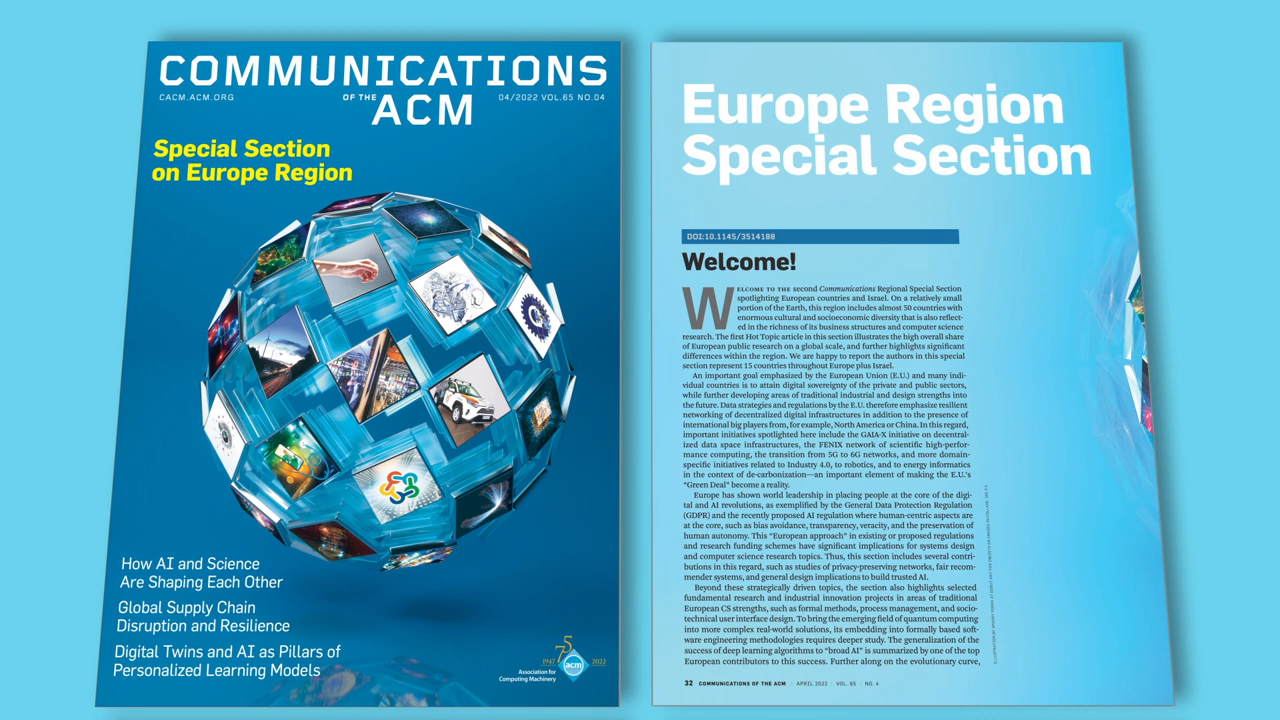 COMMUNICATIONS
CACM.ACM.ORG
OF THE
ACM
04/2022 VOL.65 NO.04
Special Section
on Europe Region
How AI and Science
Are Shaping Each Other
Global Supply Chain
Disruption and Resilience
Digital Twins and AI as Pillars of
Personalized Learning Models
75
1947
acm
2022
Association for
Computing Machinery
Europe Region
Special Section
DOI:10.1145/3514188
Welcome!
WELCOME TO THE second Communications Regional Special Section
spotlighting European countries and Israel. On a relatively small
portion of the Earth, this region includes almost 50 countries with
enormous cultural and socioeconomic diversity that is also reflect-
ed in the richness of its business structures and computer science
research. The first Hot Topic article in this section illustrates the high overall share
of European public research on a global scale, and further highlights significant
differences within the region. We are happy to report the authors in this special
section represent 15 countries throughout Europe plus Israel.
An important goal emphasized by the European Union (E.U.) and many indi-
vidual countries is to attain digital sovereignty of the private and public sectors,
while further developing areas of traditional industrial and design strengths into
the future. Data strategies and regulations by the E.U. therefore emphasize resilient
networking of decentralized digital infrastructures in addition to the presence of
international big players from, for example, North America or China. In this regard,
important initiatives spotlighted here include the GAIA-X initiative on decentral-
ized data space infrastructures, the FENIX network of scientific high-perfor-
mance computing, the transition from 5G to 6G networks, and more domain-
specific initiatives related to Industry 4.0, to robotics, and to energy informatics
in the context of de-carbonization—an important element of making the E.U.'s
"Green Deal" become a reality.
Europe has shown world leadership in placing people at the core of the digi-
tal and AI revolutions, as exemplified by the General Data Protection Regulation
(GDPR) and the recently proposed AI regulation where human-centric aspects are
at the core, such as bias avoidance, transparency, veracity, and the preservation of
human autonomy. This "European approach" in existing or proposed regulations
and research funding schemes have significant implications for systems design
and computer science research topics. Thus, this section includes several contri-
butions in this regard, such as studies of privacy-preserving networks, fair recom-
mender systems, and general design implications to build trusted AI.
Beyond these strategically driven topics, the section also highlights selected
fundamental research and industrial innovation projects in areas of traditional
European CS strengths, such as formal methods, process management, and socio-
technical user interface design. To bring the emerging field of quantum computing
into more complex real-world solutions, its embedding into formally based soft-
ware engineering methodologies requires deeper study. The generalization of the
success of deep learning algorithms to "broad AI" is summarized by one of the top
European contributors to this success. Further along on the evolutionary curve,
32 COMMUNICATIONS OF THE ACM | APRIL 2022 | VOL. 65 | NO. 4